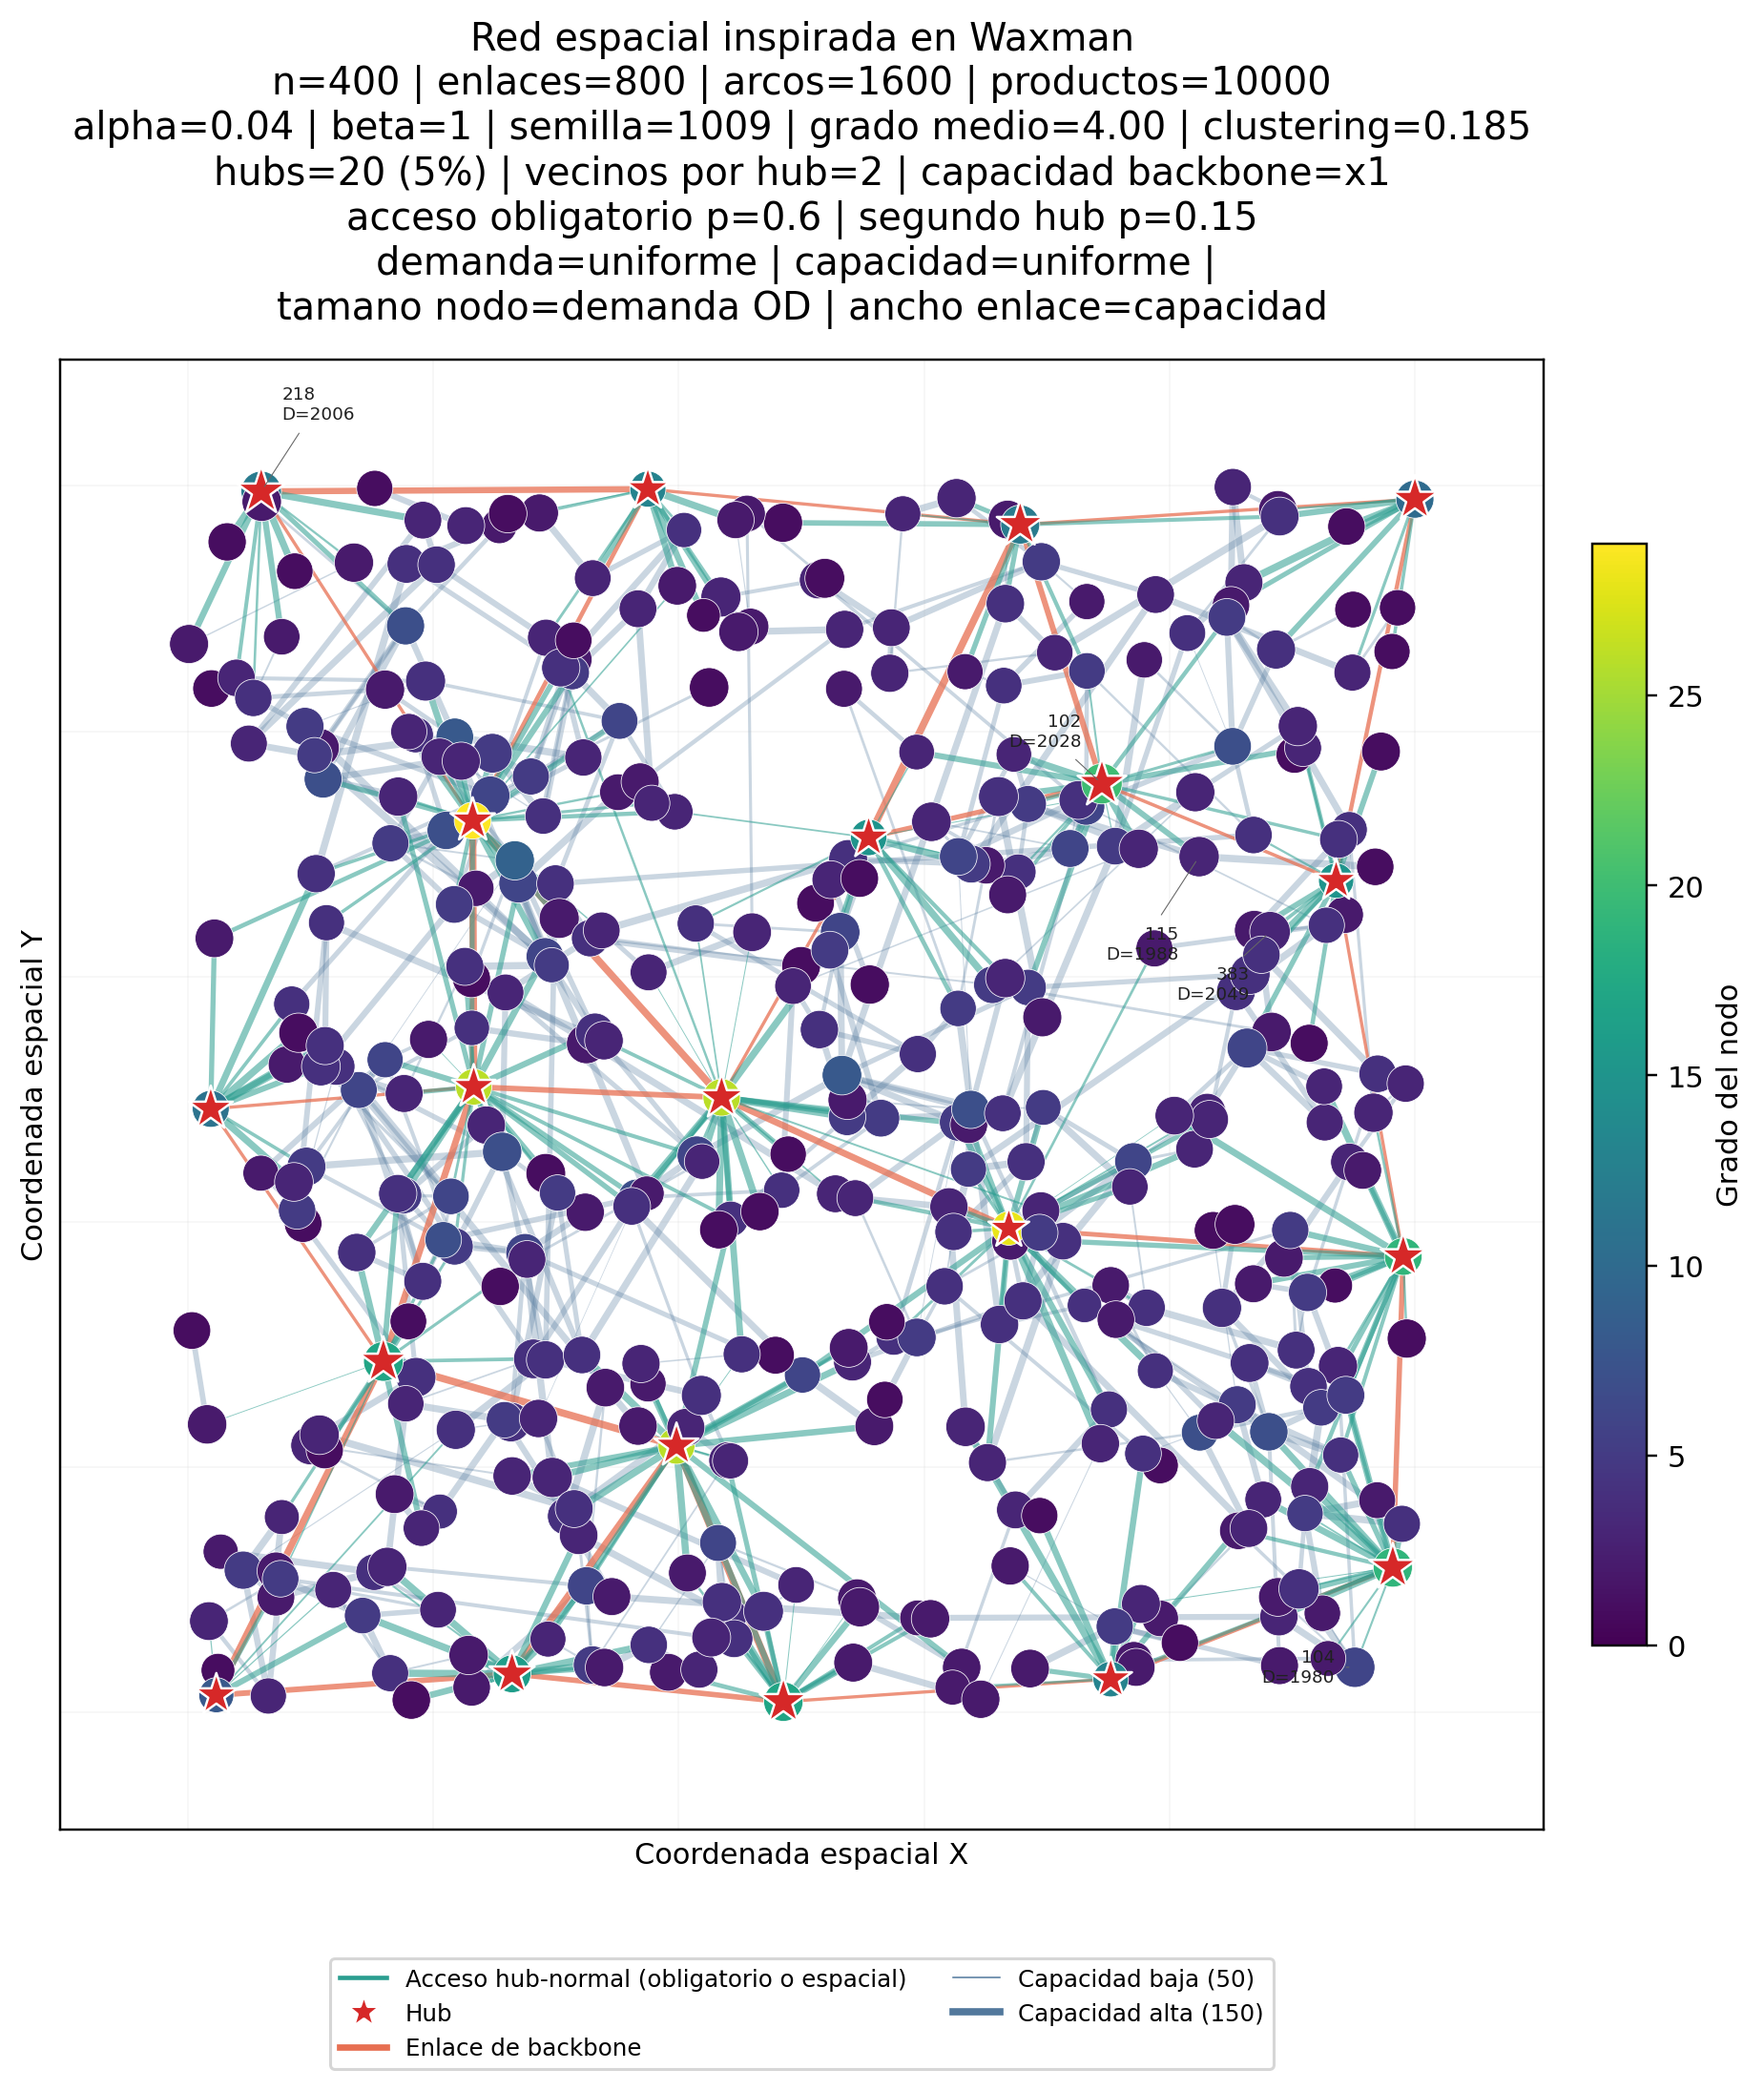 Red espacial inspirada en Waxman
n=400 | enlaces=800 | arcos=1600 | productos=10000
alpha=0.04 | beta=1 | semilla=1009 | grado medio=4.00 | clustering=0.185
hubs=20 (5%) | vecinos por hub=2 | capacidad backbone=x1
acceso obligatorio p=0.6 | segundo hub p=0.15
demanda=uniforme | capacidad=uniforme |
tamano nodo=demanda OD | ancho enlace=capacidad
218
D=2006
102
D=2028
115
D=1988
383
D=2049
104
D=1980
Coordenada espacial Y
Coordenada espacial X
25
20
15
10
5
0
Grado del nodo
Acceso hub-normal (obligatorio o espacial)
Hub
Enlace de backbone
Capacidad baja (50)
Capacidad alta (150)